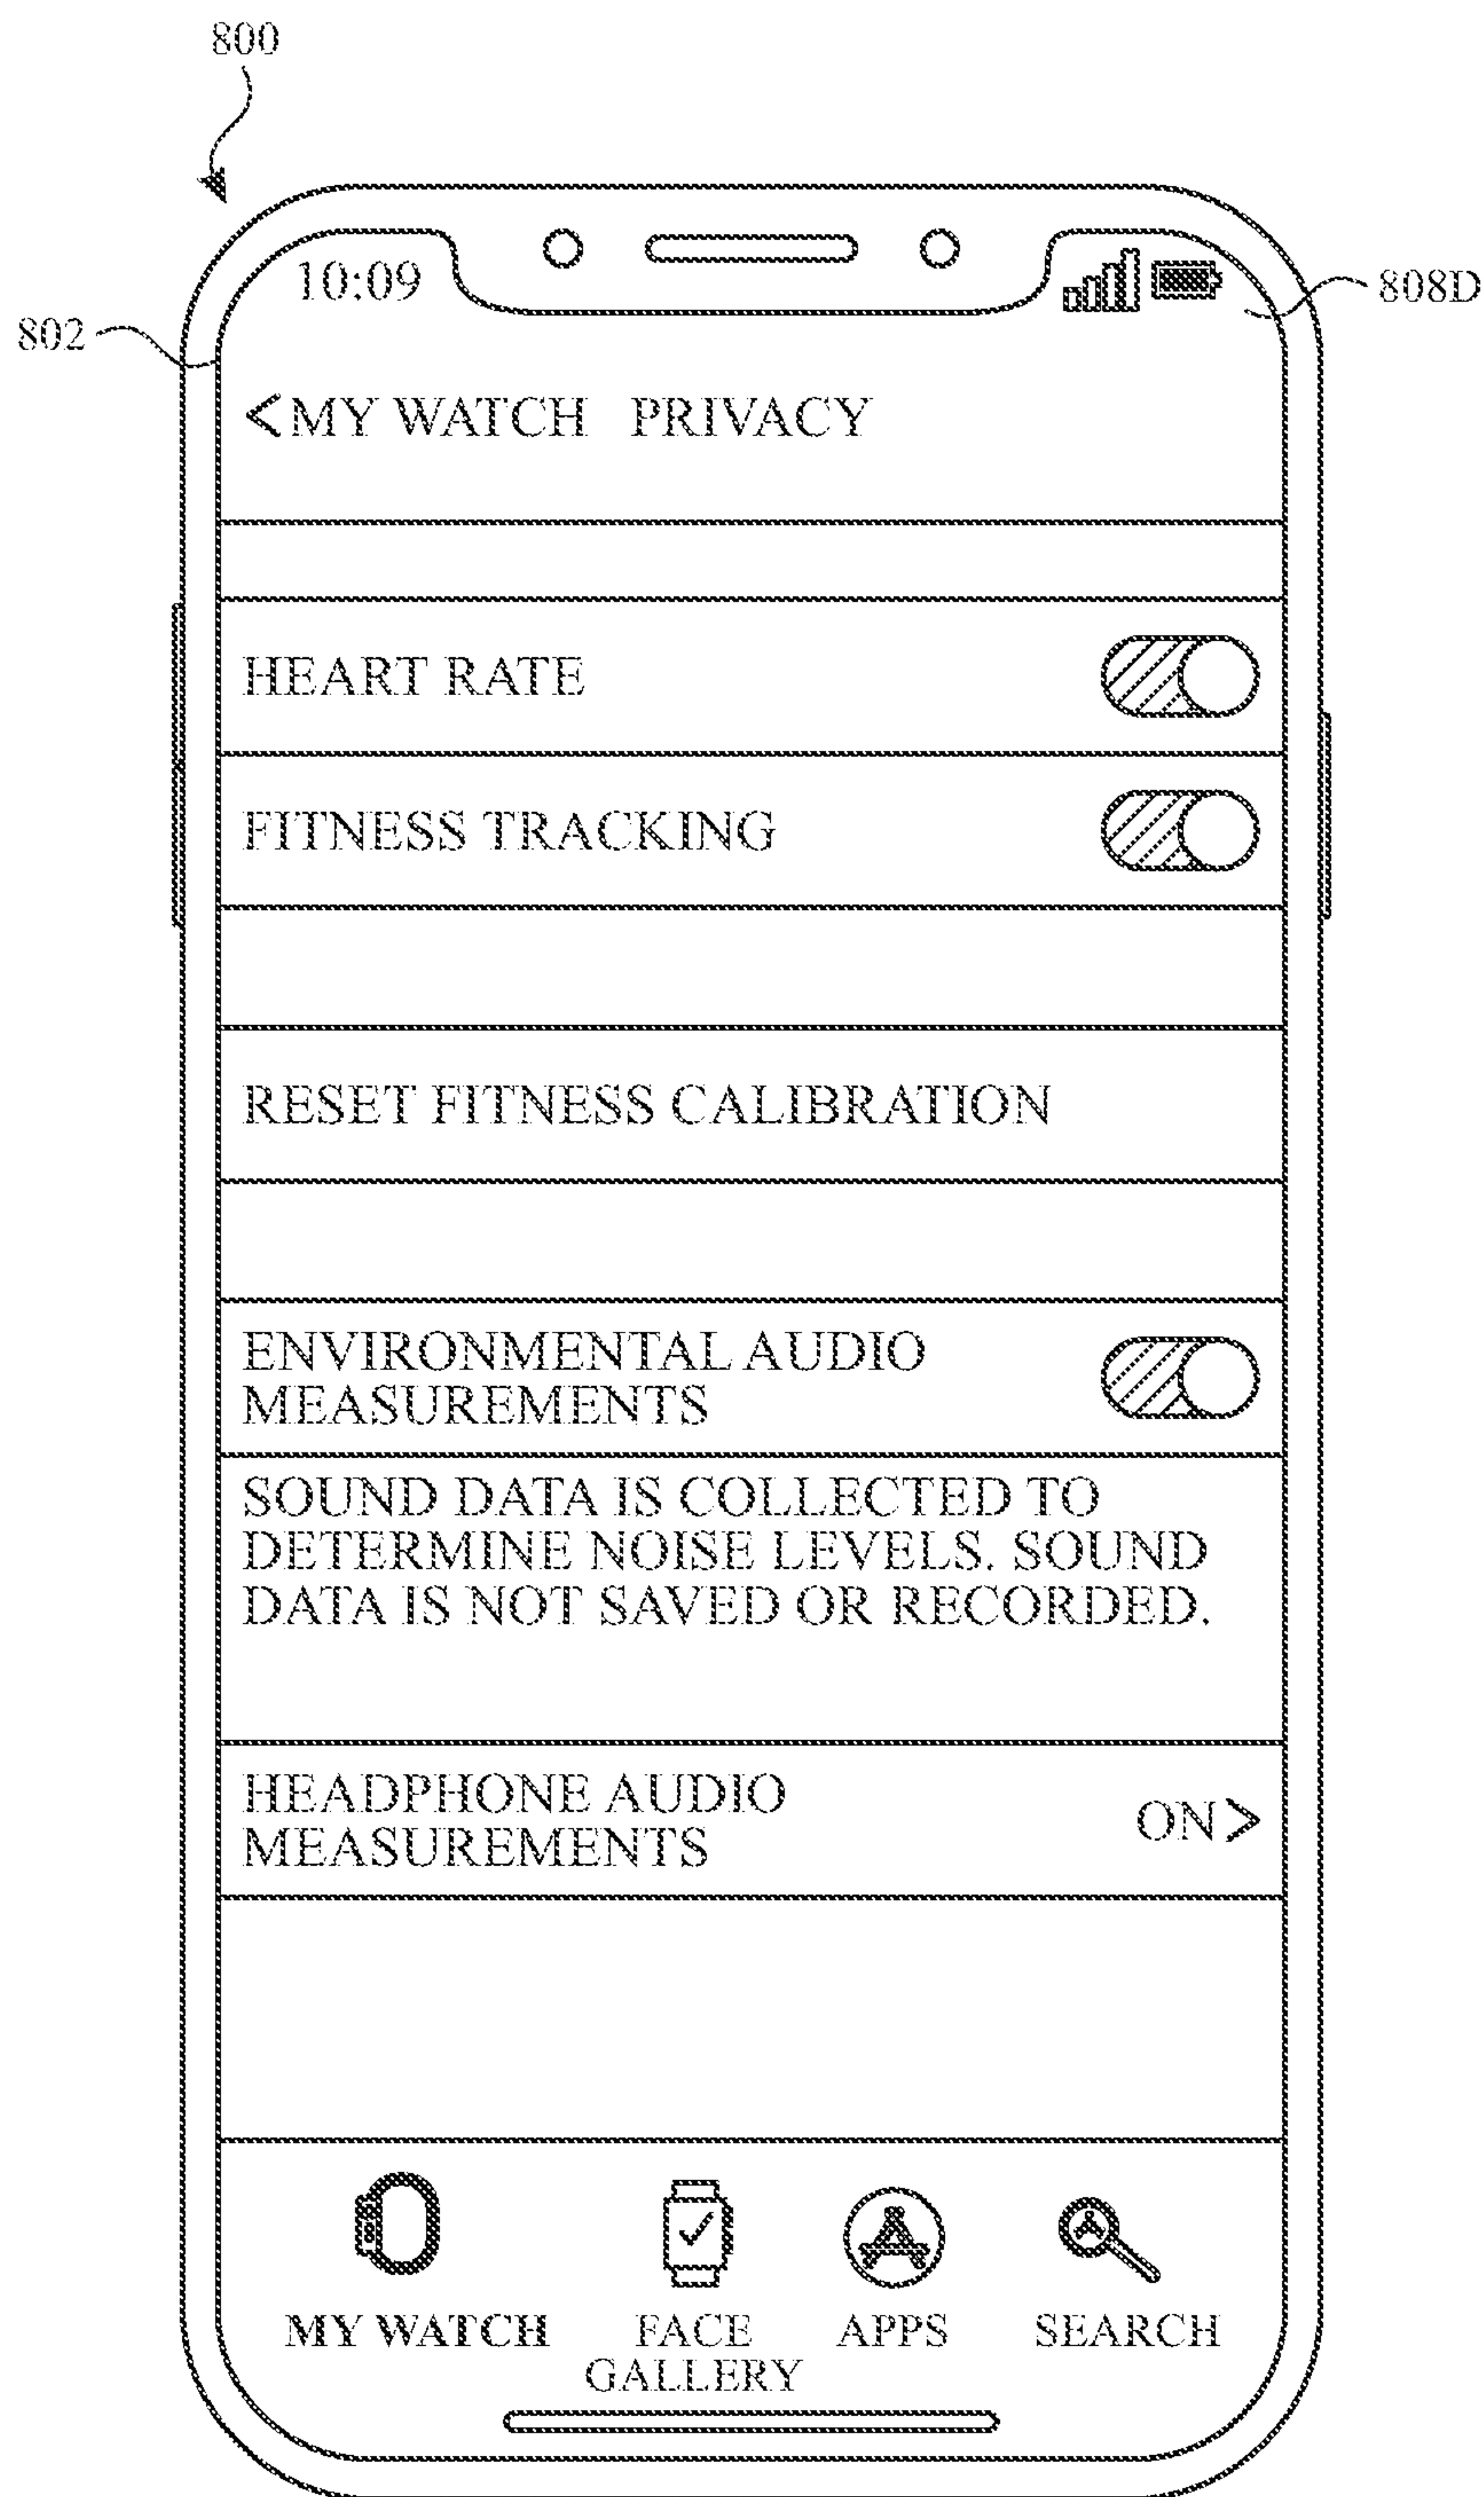 800
10:09
808D
802
<MY WATCH PRIVACY
HEART RATE
FITNESS TRACKING
RESET FITNESS CALIBRATION
ENVIRONMENTAL AUDIO
MEASUREMENTS
SOUND DATA IS COLLECTED TO
DETERMINE NOISE LEVELS. SOUND
DATA IS NOT SAVED OR RECORDED.
HEADPHONE AUDIO
MEASUREMENTS
ON>
MY WATCH
FACE
GALLERY
APPS
SEARCH